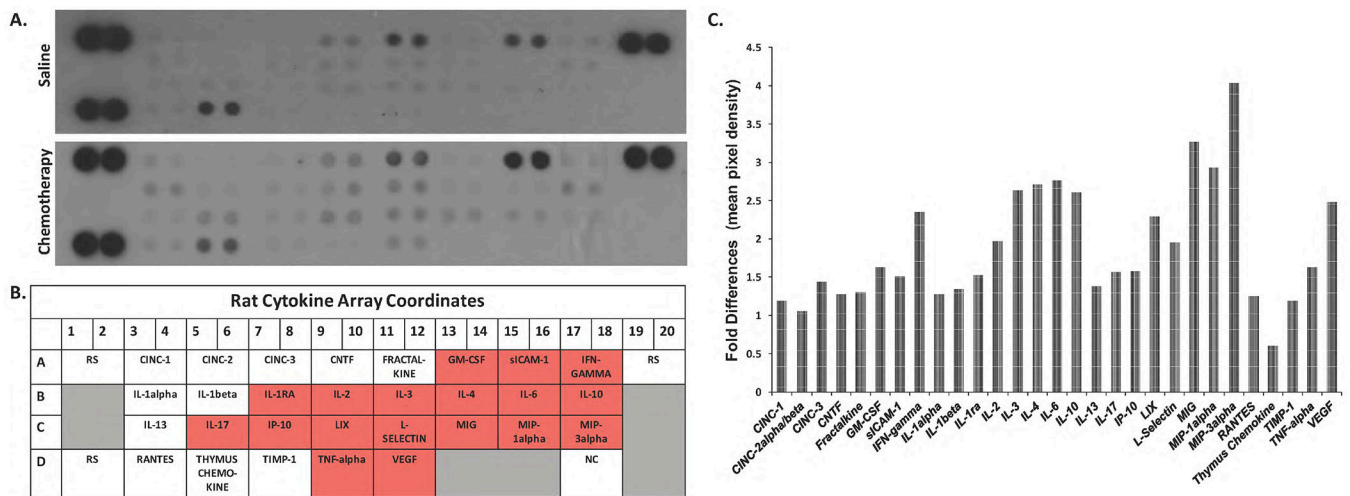 A.
Saline
Chemotherapy
B.
Rat Cytokine Array Coordinates
1 2 3 4 5 6 7 8 9 10 11 12 13 14 15 16 17 18 19 20
A RS CINC-1 CINC-2 CINC-3 CNTF FRACTAL-KINE GM-CSF sICAM-1 IFN-GAMMA RS
B IL-1alpha IL-1beta IL-1RA IL-2 IL-3 IL-4 IL-6 IL-10
C IL-13 IL-17 IP-10 LIX L-SELECTIN MIG MIP-1alpha MIP-3alpha
D RS RANTES THYMUS CHEMO-KINE TIMP-1 TNF-alpha VEGF NC
C.
Fold Differences (mean pixel density)
4.5
4
3.5
3
2.5
2
1.5
1
0.5
0
CINC-1
CINC-2alpha/beta
CINC-3
CNTF
Fractalkine
GM-CSF
sICAM-1
IFN-gamma
IL-1alpha
IL-1beta
IL-1ra
IL-2
IL-3
IL-4
IL-6
IL-10
IL-13
IL-17
IP-10
LIX
L-Selectin
MIG
MIP-1alpha
MIP-3alpha
RANTES
Thymus Chemokine
TIMP-1
TNF-alpha
VEGF